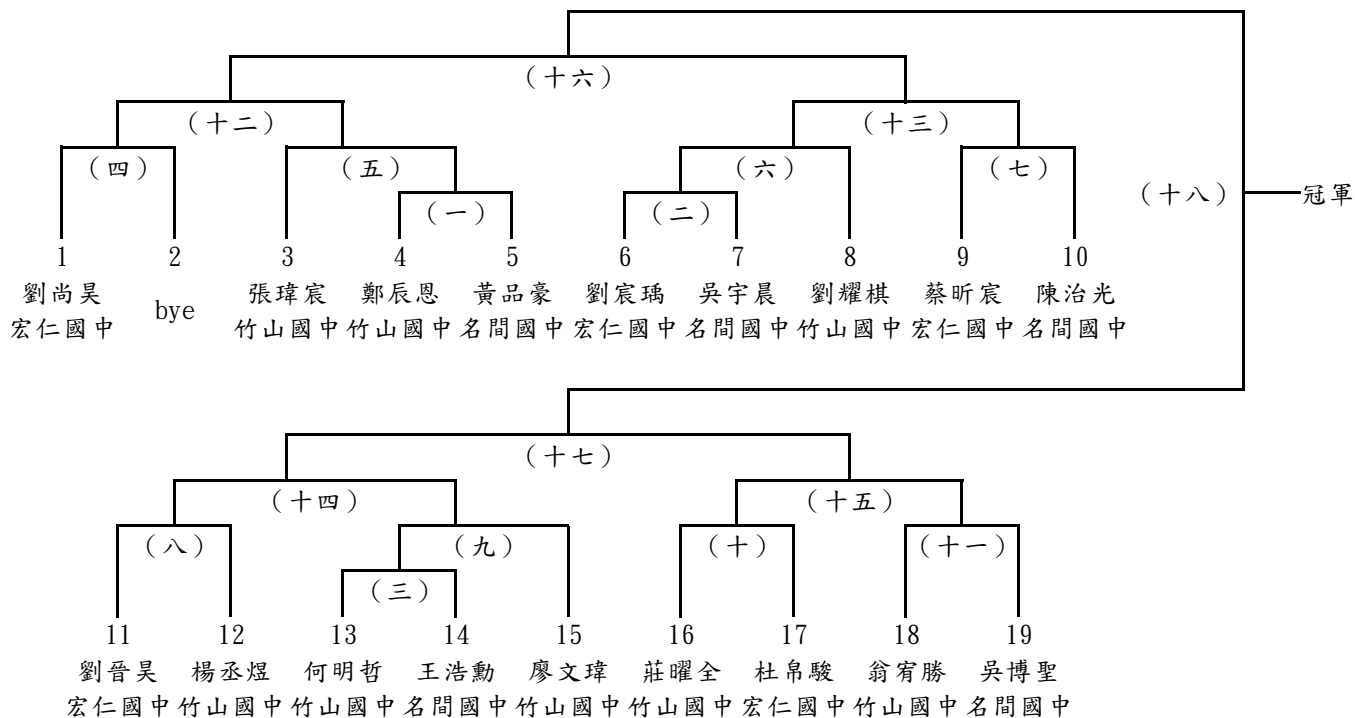 （十六）
（十二） （十三）
（四） （五） （六） （七） （十八） 冠軍
（一） （二）
1 2 3 4 5 6 7 8 9 10
劉尚昊 bye 張瑋宸 鄭辰恩 黃品豪 劉宸瑀 吳宇晨 劉耀棋 蔡昕宸 陳治光
宏仁國中 竹山國中 竹山國中 名間國中 宏仁國中 名間國中 竹山國中 宏仁國中 名間國中
（十七）
（十四） （十五）
（八） （九） （十） （十一）
（三）
11 12 13 14 15 16 17 18 19
劉晉昊 楊丞煜 何明哲 王浩勳 廖文瑋 莊曜全 杜帛駿 翁宥勝 吳博聖
宏仁國中 竹山國中 竹山國中 名間國中 竹山國中 竹山國中 宏仁國中 竹山國中 名間國中